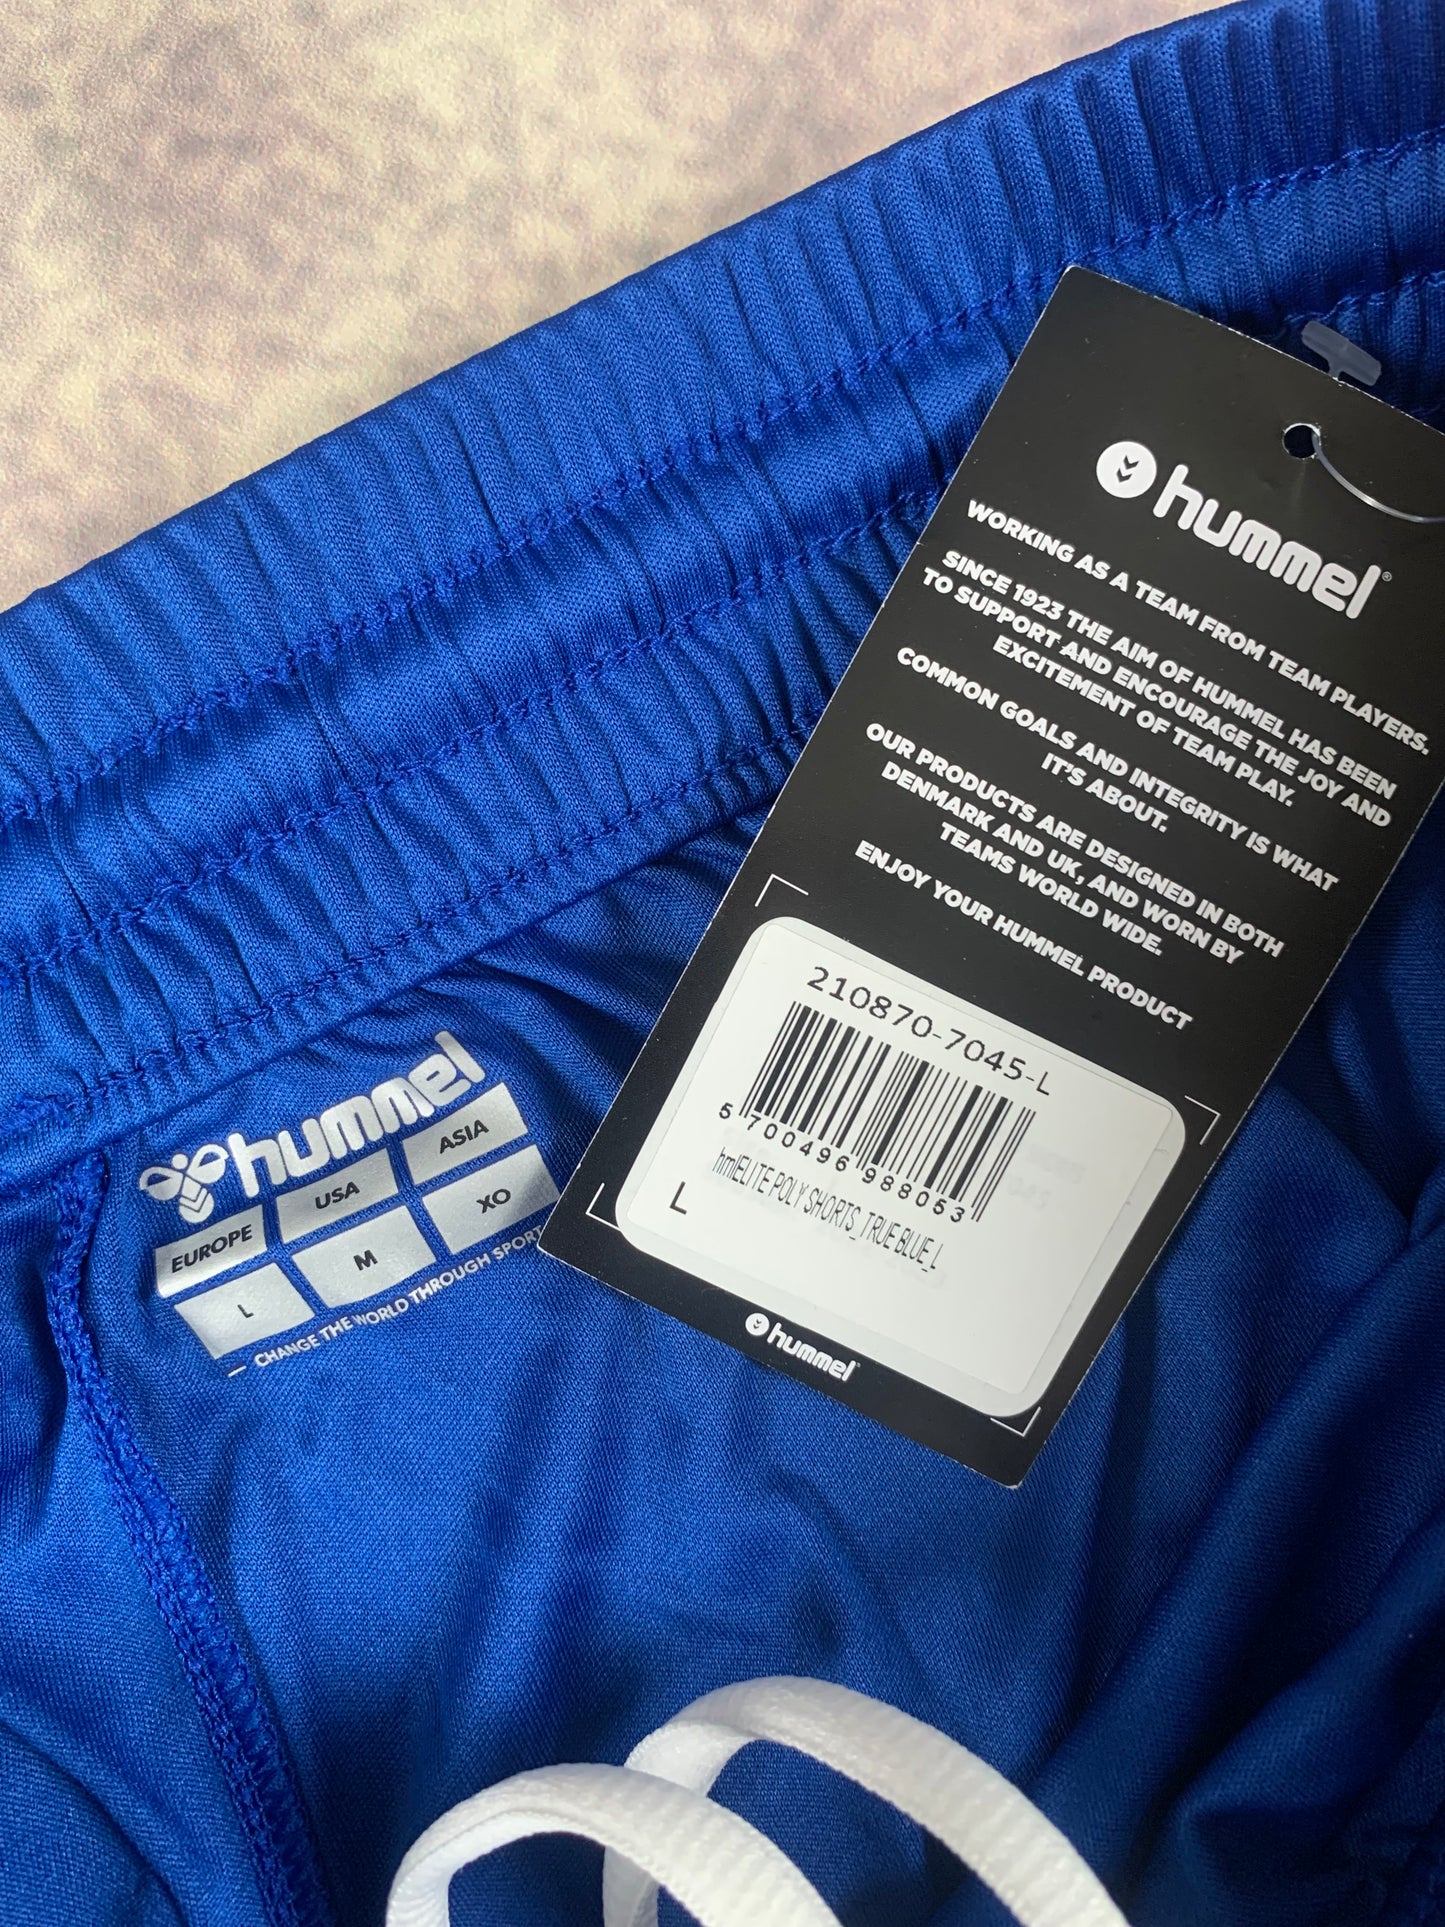 hummel®
WORKING AS A TEAM FROM TEAM PLAYERS.
SINCE 1923 THE AIM OF HUMMEL HAS BEEN
TO SUPPORT AND ENCOURAGE THE JOY AND
EXCITEMENT OF TEAM PLAY.
COMMON GOALS AND INTEGRITY IS WHAT
IT'S ABOUT.
OUR PRODUCTS ARE DESIGNED IN BOTH
DENMARK AND UK, AND WORN BY
TEAMS WORLD WIDE.
ENJOY YOUR HUMMEL PRODUCT
210870-7045-L
5 700496 988053
hmlELITE POLY SHORTS_TRUE BLUE_L
L
hummel
hummel
EUROPE USA ASIA
L M XO
— CHANGE THE WORLD THROUGH SPORT